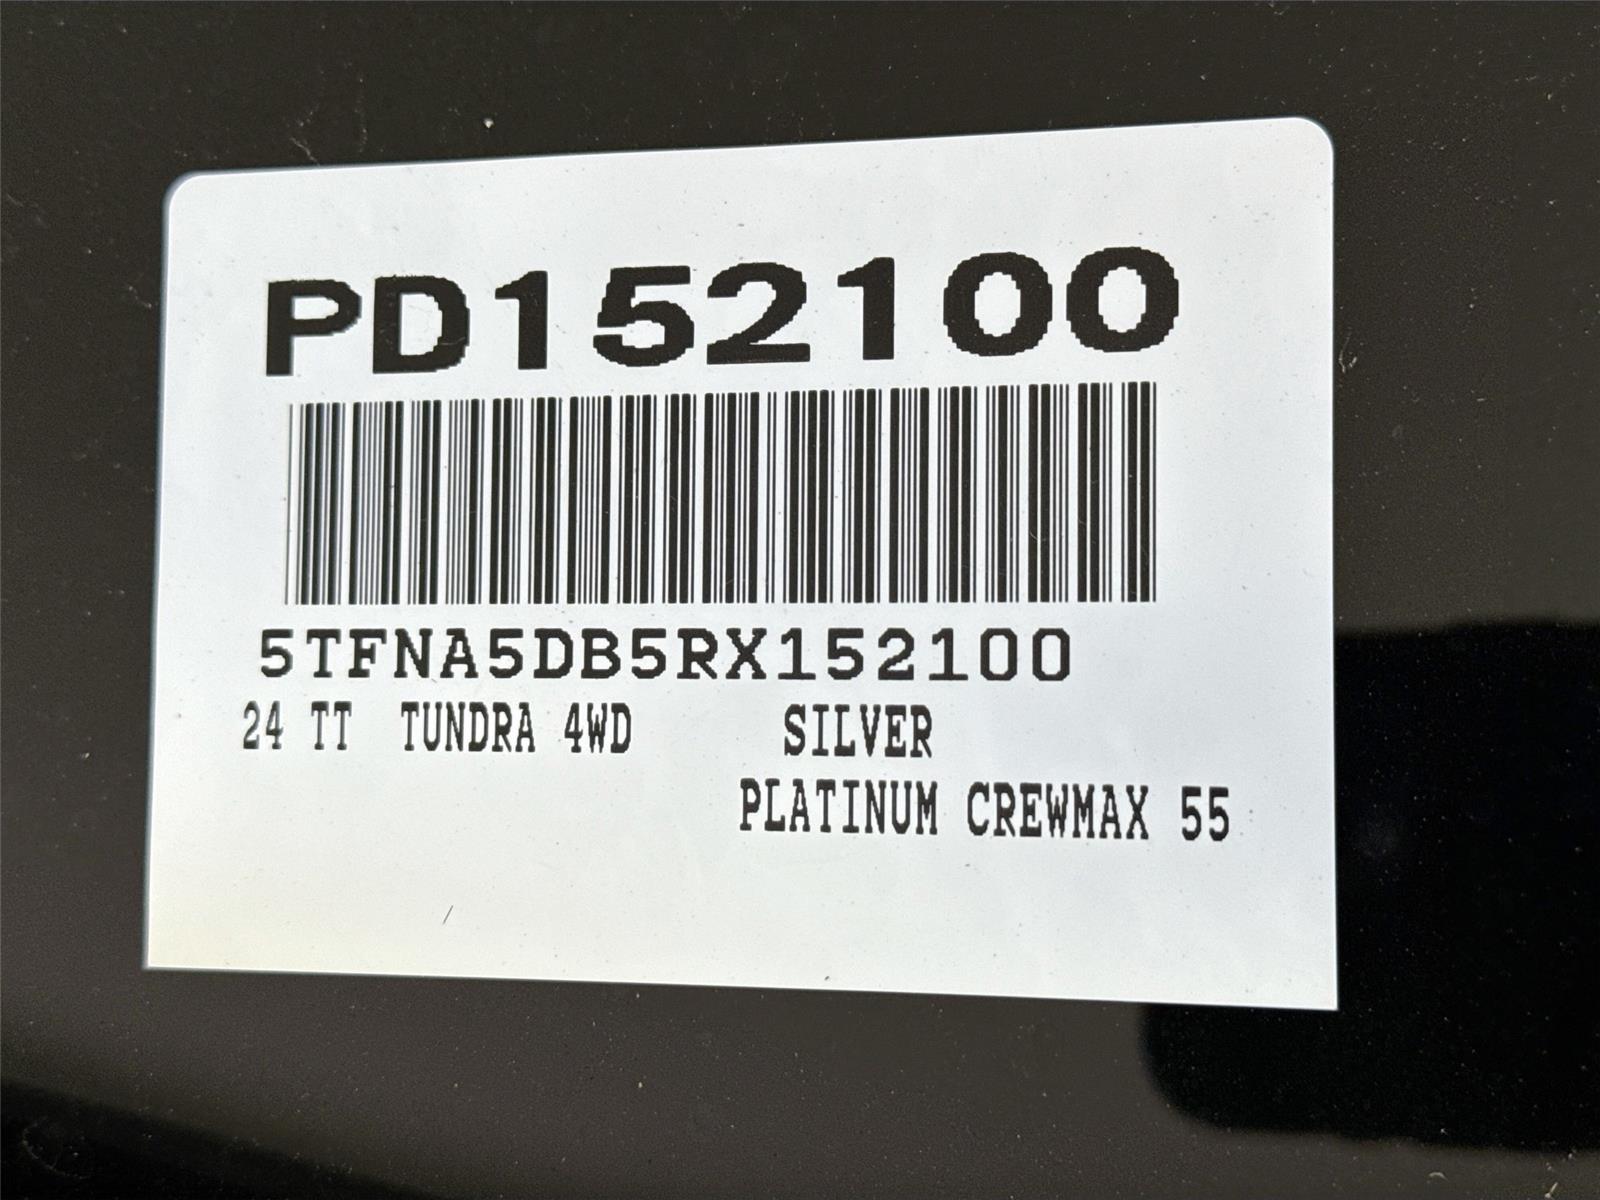 PD152100
5TFNA5DB5RX152100
24 TT TUNDRA 4WD SILVER
PLATINUM CREWMAX 55